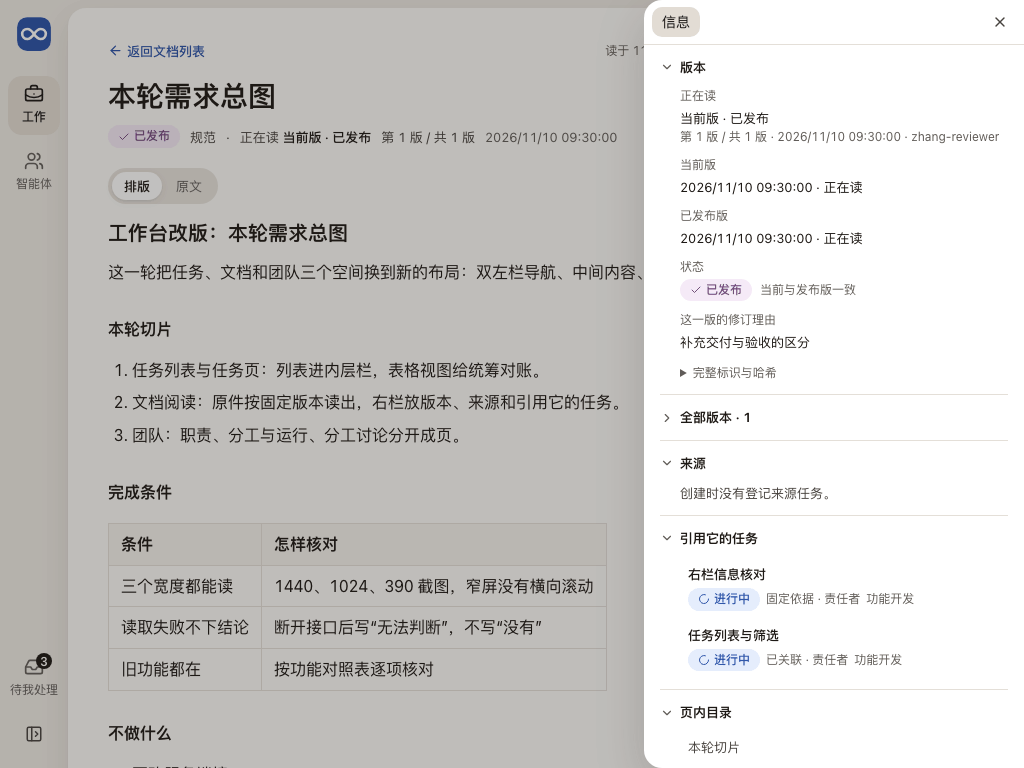 工作
智能体
3
待我处理
← 返回文档列表
读于 11
本轮需求总图
已发布 规范 · 正在读 当前版 · 已发布 第 1 版 / 共 1 版 2026/11/10 09:30:00
排版 原文
工作台改版：本轮需求总图
这一轮把任务、文档和团队三个空间换到新的布局：双左栏导航、中间内容、
本轮切片
1. 任务列表与任务页：列表进内层栏，表格视图给统筹对账。
2. 文档阅读：原件按固定版本读出，右栏放版本、来源和引用它的任务。
3. 团队：职责、分工与运行、分工讨论分开成页。
完成条件
条件 怎样核对
三个宽度都能读 1440、1024、390 截图，窄屏没有横向滚动
读取失败不下结论 断开接口后写“无法判断”，不写“没有”
旧功能都在 按功能对照表逐项核对
不做什么
信息
版本
正在读
当前版 · 已发布
第 1 版 / 共 1 版 · 2026/11/10 09:30:00 · zhang-reviewer
当前版
2026/11/10 09:30:00 · 正在读
已发布版
2026/11/10 09:30:00 · 正在读
状态
已发布 当前与发布版一致
这一版的修订理由
补充交付与验收的区分
完整标识与哈希
全部版本 · 1
来源
创建时没有登记来源任务。
引用它的任务
右栏信息核对
进行中 固定依据 · 责任者 功能开发
任务列表与筛选
进行中 已关联 · 责任者 功能开发
页内目录
本轮切片